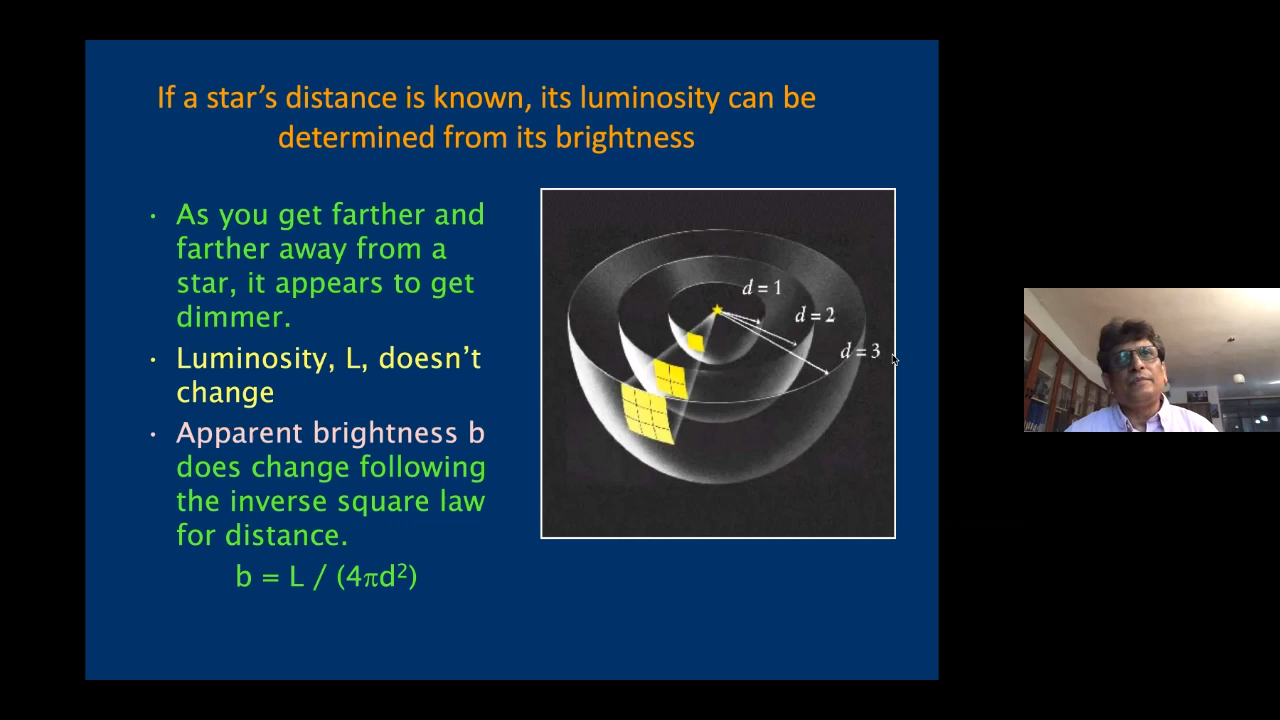 If a star’s distance is known, its luminosity can be
determined from its brightness
• As you get farther and
farther away from a
star, it appears to get
dimmer.
• Luminosity, L, doesn’t
change
• Apparent brightness b
does change following
the inverse square law
for distance.
b = L / (4πd²)
d = 1
d = 2
d = 3